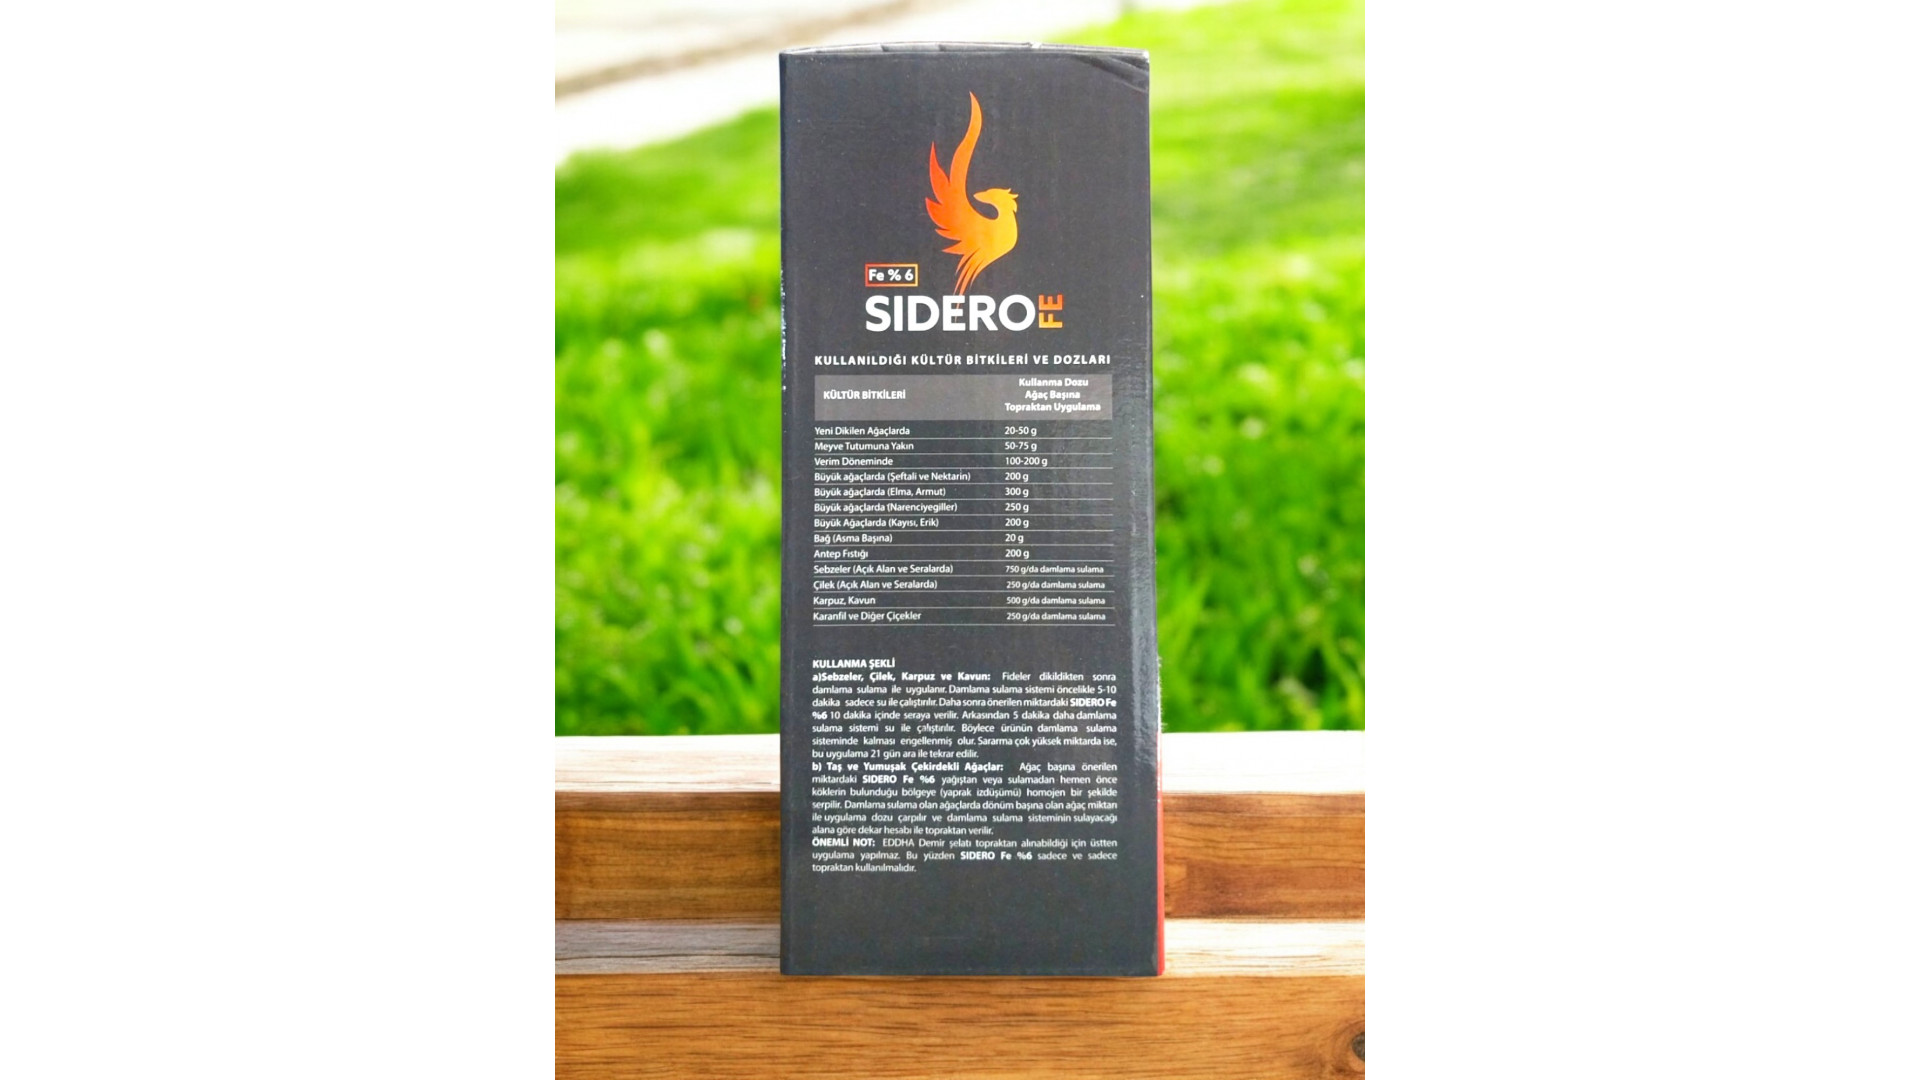 Fe % 6
SIDERO FE
KULLANILDIĞI KÜLTÜR BİTKİLERİ VE DOZLARI
KÜLTÜR BİTKİLERİ
Kullanma Dozu
Ağaç Başına
Topraktan Uygulama
Yeni Dikilen Ağaçlarda 20-50 g
Meyve Tutumuna Yakın 50-75 g
Verim Döneminde 100-200 g
Büyük ağaçlarda (Şeftali ve Nektarin) 200 g
Büyük ağaçlarda (Elma, Armut) 300 g
Büyük ağaçlarda (Narenciyegiller) 250 g
Büyük Ağaçlarda (Kayısı, Erik) 200 g
Bağ (Asma Başına) 20 g
Antep Fıstığı 200 g
Sebzeler (Açık Alan ve Seralarda) 750 g/da damlama sulama
Çilek (Açık Alan ve Seralarda) 250 g/da damlama sulama
Karpuz, Kavun 500 g/da damlama sulama
Karanfil ve Diğer Çiçekler 250 g/da damlama sulama
KULLANMA ŞEKLİ
a)Sebzeler, Çilek, Karpuz ve Kavun: Fideler dikildikten sonra
damlama sulama ile uygulanır. Damlama sulama sistemi öncelikle 5-10
dakika sadece su ile çalıştırılır. Daha sonra önerilen miktardaki SIDERO Fe
%6 10 dakika içinde seraya verilir. Arkasından 5 dakika daha damlama
sulama sistemi su ile çalıştırılır. Böylece ürünün damlama sulama
sisteminde kalması engellenmiş olur. Sararma çok yüksek miktarda ise,
bu uygulama 21 gün ara ile tekrar edilir.
b) Taş ve Yumuşak Çekirdekli Ağaçlar: Ağaç başına önerilen
miktardaki SIDERO Fe %6 yağıştan veya sulamadan hemen önce
köklerin bulunduğu bölgeye (yaprak izdüşümü) homojen bir şekilde
serpilir. Damlama sulama olan ağaçlarda dönüm başına olan ağaç miktarı
ile uygulama dozu çarpılır ve damlama sulama sisteminin sulayacağı
alana göre dekar hesabı ile topraktan verilir.
ÖNEMLİ NOT: EDDHA Demir şelatı topraktan alınabildiği için üstten
uygulama yapılmaz. Bu yüzden SIDERO Fe %6 sadece ve sadece
topraktan kullanılmalıdır.